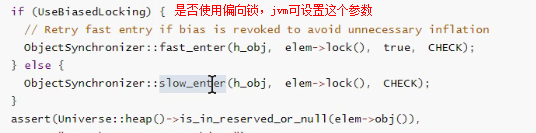 if (UseBiasedLocking) { 是否使用偏向锁，jvm可设置这个参数
// Retry fast entry if bias is revoked to avoid unnecessary inflation
ObjectSynchronizer::fast_enter(h_obj, elem->lock(), true, CHECK);
} else {
ObjectSynchronizer::slow_enter(h_obj, elem->lock(), CHECK);
}
assert(Universe::heap()->is_in_reserved_or_null(elem->obj()),